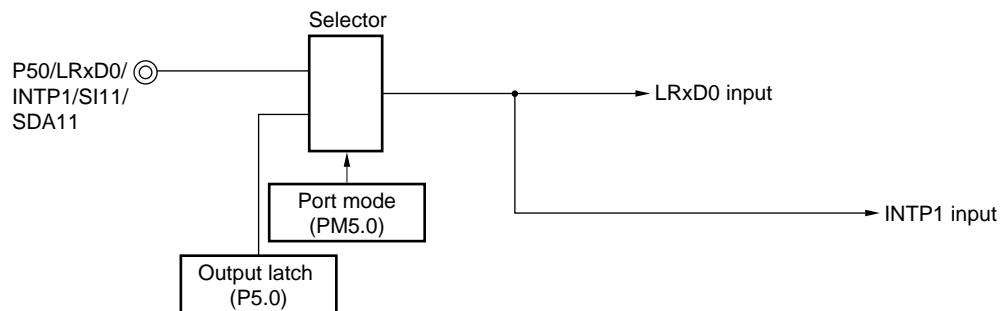 Selector
P50/LRxD0/
INTP1/SI11/
SDA11
LRxD0 input
Port mode
(PM5.0)
INTP1 input
Output latch
(P5.0)